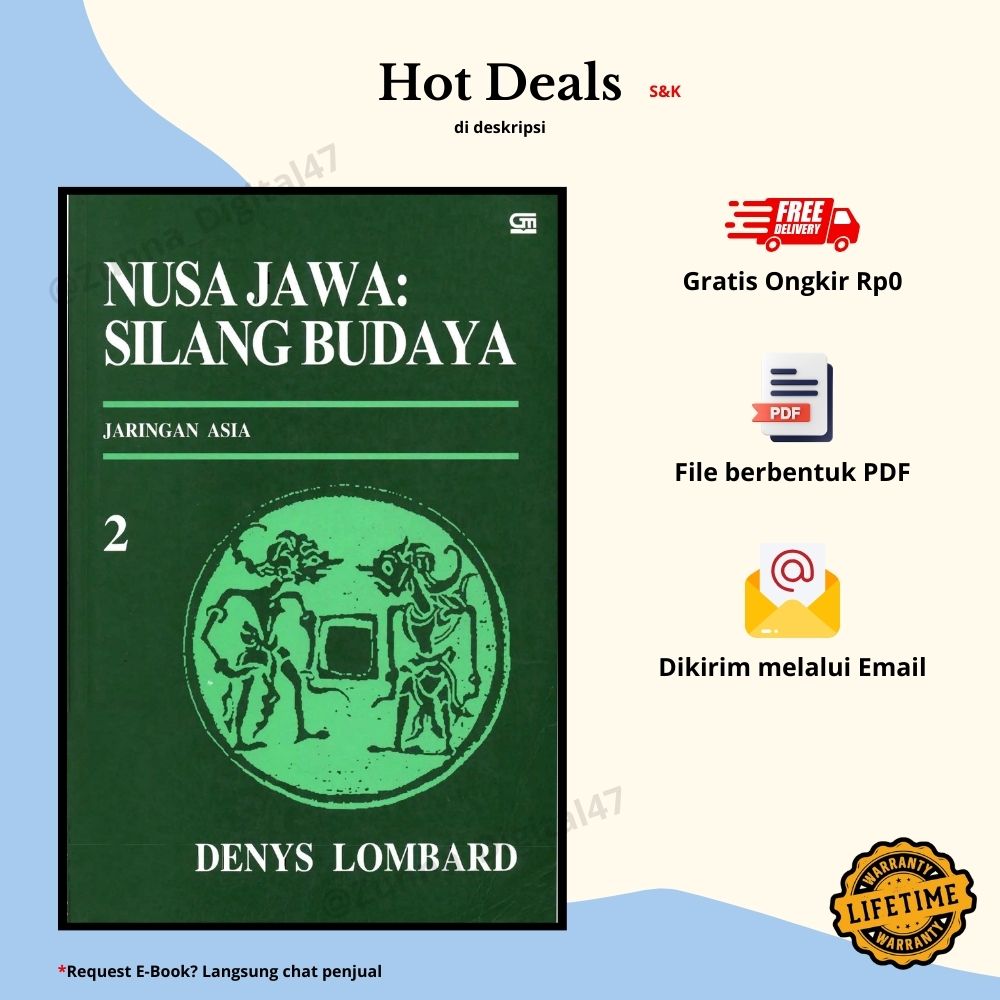 Hot Deals
S&K
di deskripsi
GM
NUSA JAWA:
SILANG BUDAYA
JARINGAN ASIA
2
DENYS LOMBARD
FREE
DELIVERY
Gratis Ongkir Rp0
PDF
File berbentuk PDF
@
Dikirim melalui Email
WARRANTY
LIFETIME
WARRANTY
*Request E-Book? Langsung chat penjual